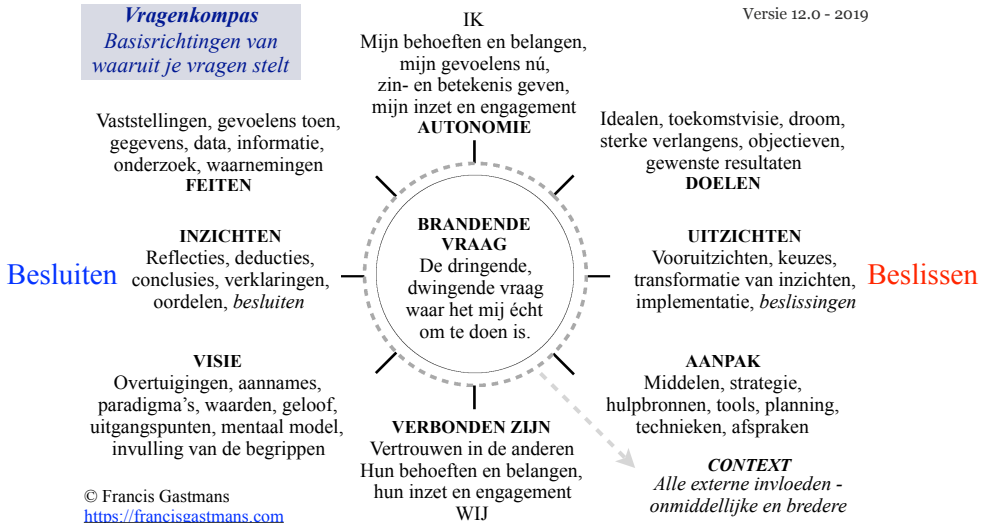 Vragenkompas
Basisrichtingen van
waaruit je vragen stelt
Versie 12.0 - 2019
IK
Mijn behoeften en belangen,
mijn gevoelens nú,
zin- en betekenis geven,
mijn inzet en engagement
AUTONOMIE
Vaststellingen, gevoelens toen,
gegevens, data, informatie,
onderzoek, waarnemingen
FEITEN
Idealen, toekomstvisie, droom,
sterke verlangens, objectieven,
gewenste resultaten
DOELEN
Besluiten
INZICHTEN
Reflecties, deducties,
conclusies, verklaringen,
oordelen, besluiten
BRANDENDE
VRAAG
De dringende,
dwingende vraag
waar het mij écht
om te doen is.
UITZICHTEN
Vooruitzichten, keuzes,
transformatie van inzichten,
implementatie, beslissingen
Beslissen
VISIE
Overtuigingen, aannames,
paradigma's, waarden, geloof,
uitgangspunten, mentaal model,
invulling van de begrippen
VERBONDEN ZIJN
Vertrouwen in de anderen
Hun behoeften en belangen,
hun inzet en engagement
WIJ
AANPAK
Middelen, strategie,
hulpbronnen, tools, planning,
technieken, afspraken
CONTEXT
Alle externe invloeden -
onmiddellijke en bredere
© Francis Gastmans
https://francisgastmans.com